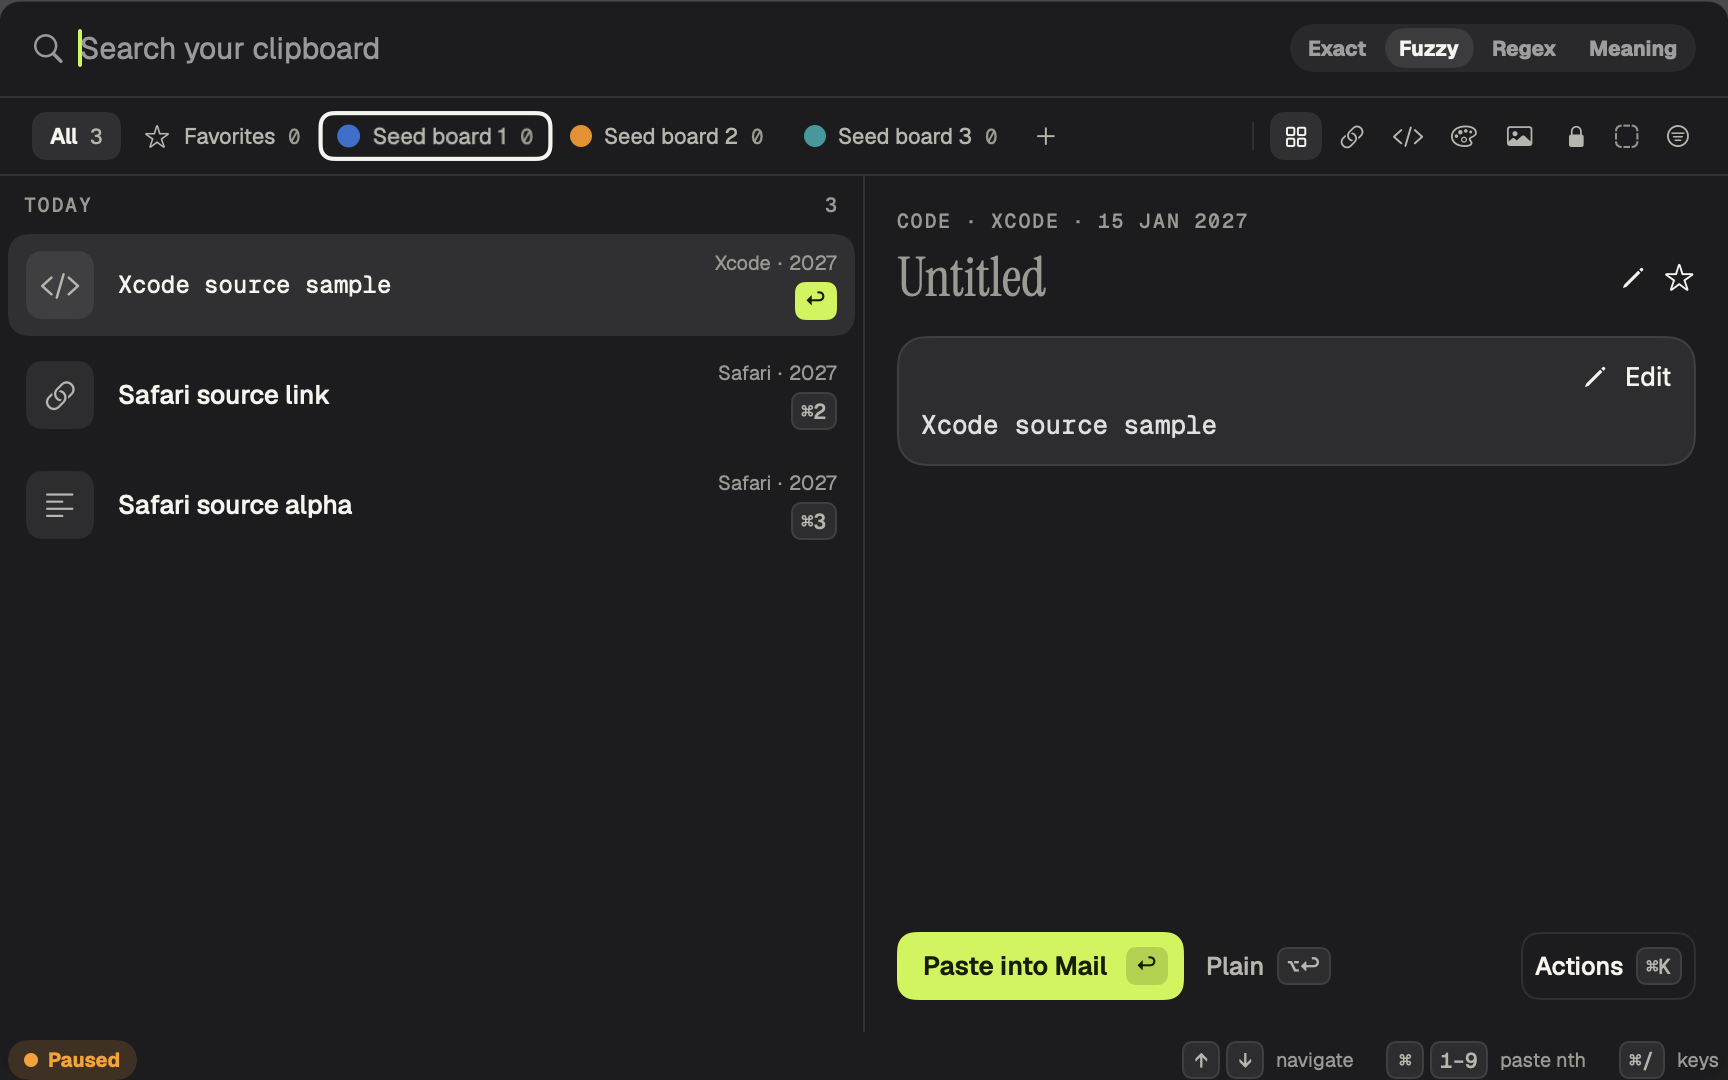 Search your clipboard
Exact Fuzzy Regex Meaning
All 3 Favorites 0 Seed board 1 0 Seed board 2 0 Seed board 3 0 +
TODAY 3
Xcode source sample
Xcode · 2027
Safari source link
Safari · 2027
⌘2
Safari source alpha
Safari · 2027
⌘3
CODE · XCODE · 15 JAN 2027
Untitled
Edit
Xcode source sample
Paste into Mail ↩ Plain ⌥↩ Actions ⌘K
Paused
↑ ↓ navigate ⌘ 1–9 paste nth ⌘/ keys